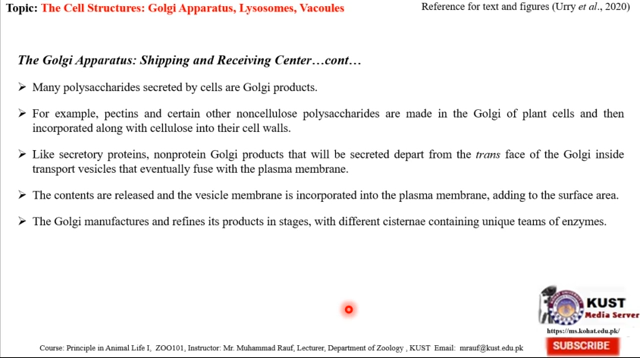 Topic: The Cell Structures: Golgi Apparatus, Lysosomes, Vacoules
Reference for text and figures (Urry et al., 2020)
The Golgi Apparatus: Shipping and Receiving Center…cont…
➢ Many polysaccharides secreted by cells are Golgi products.
➢ For example, pectins and certain other noncellulose polysaccharides are made in the Golgi of plant cells and then
incorporated along with cellulose into their cell walls.
➢ Like secretory proteins, nonprotein Golgi products that will be secreted depart from the trans face of the Golgi inside
transport vesicles that eventually fuse with the plasma membrane.
➢ The contents are released and the vesicle membrane is incorporated into the plasma membrane, adding to the surface area.
➢ The Golgi manufactures and refines its products in stages, with different cisternae containing unique teams of enzymes.
KUST
Media Server
https://ms.kohat.edu.pk/
SUBSCRIBE
Course: Principle in Animal Life I, ZOO101, Instructor: Mr. Muhammad Rauf, Lecturer, Department of Zoology , KUST Email: mrauf@kust.edu.pk